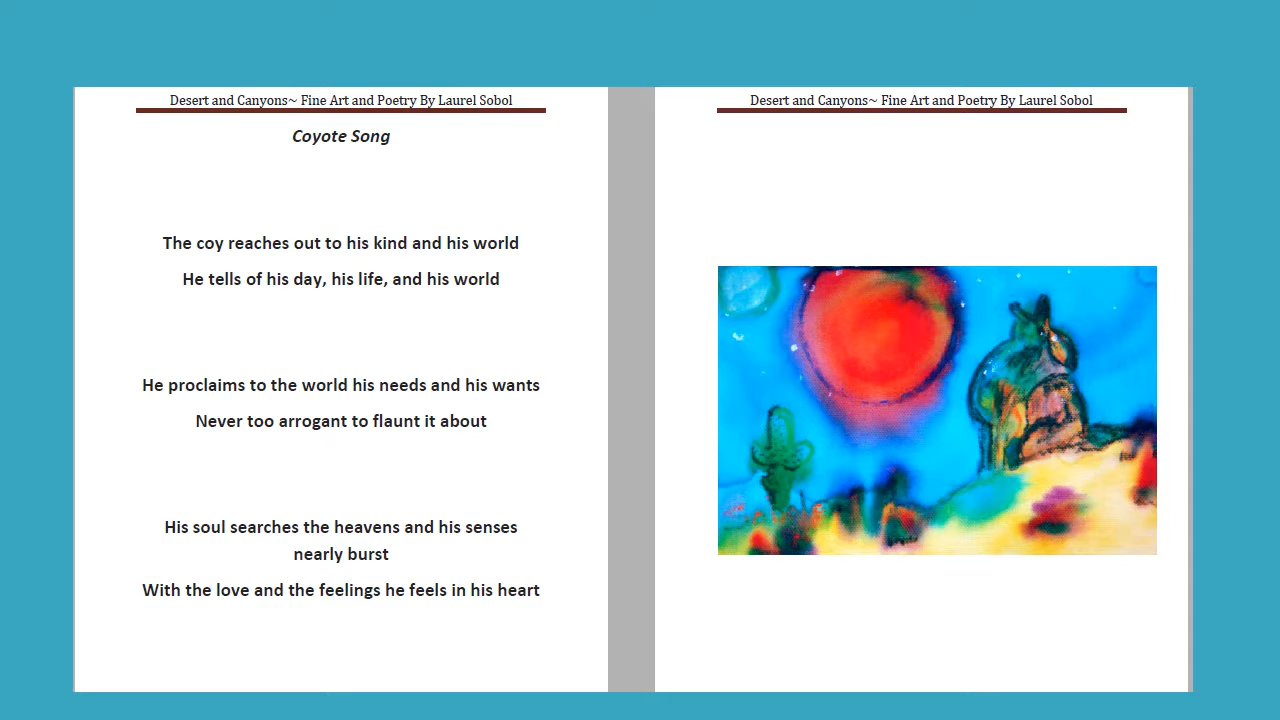 Desert and Canyons~ Fine Art and Poetry By Laurel Sobol
Coyote Song
The coy reaches out to his kind and his world
He tells of his day, his life, and his world
He proclaims to the world his needs and his wants
Never too arrogant to flaunt it about
His soul searches the heavens and his senses
nearly burst
With the love and the feelings he feels in his heart
Desert and Canyons~ Fine Art and Poetry By Laurel Sobol